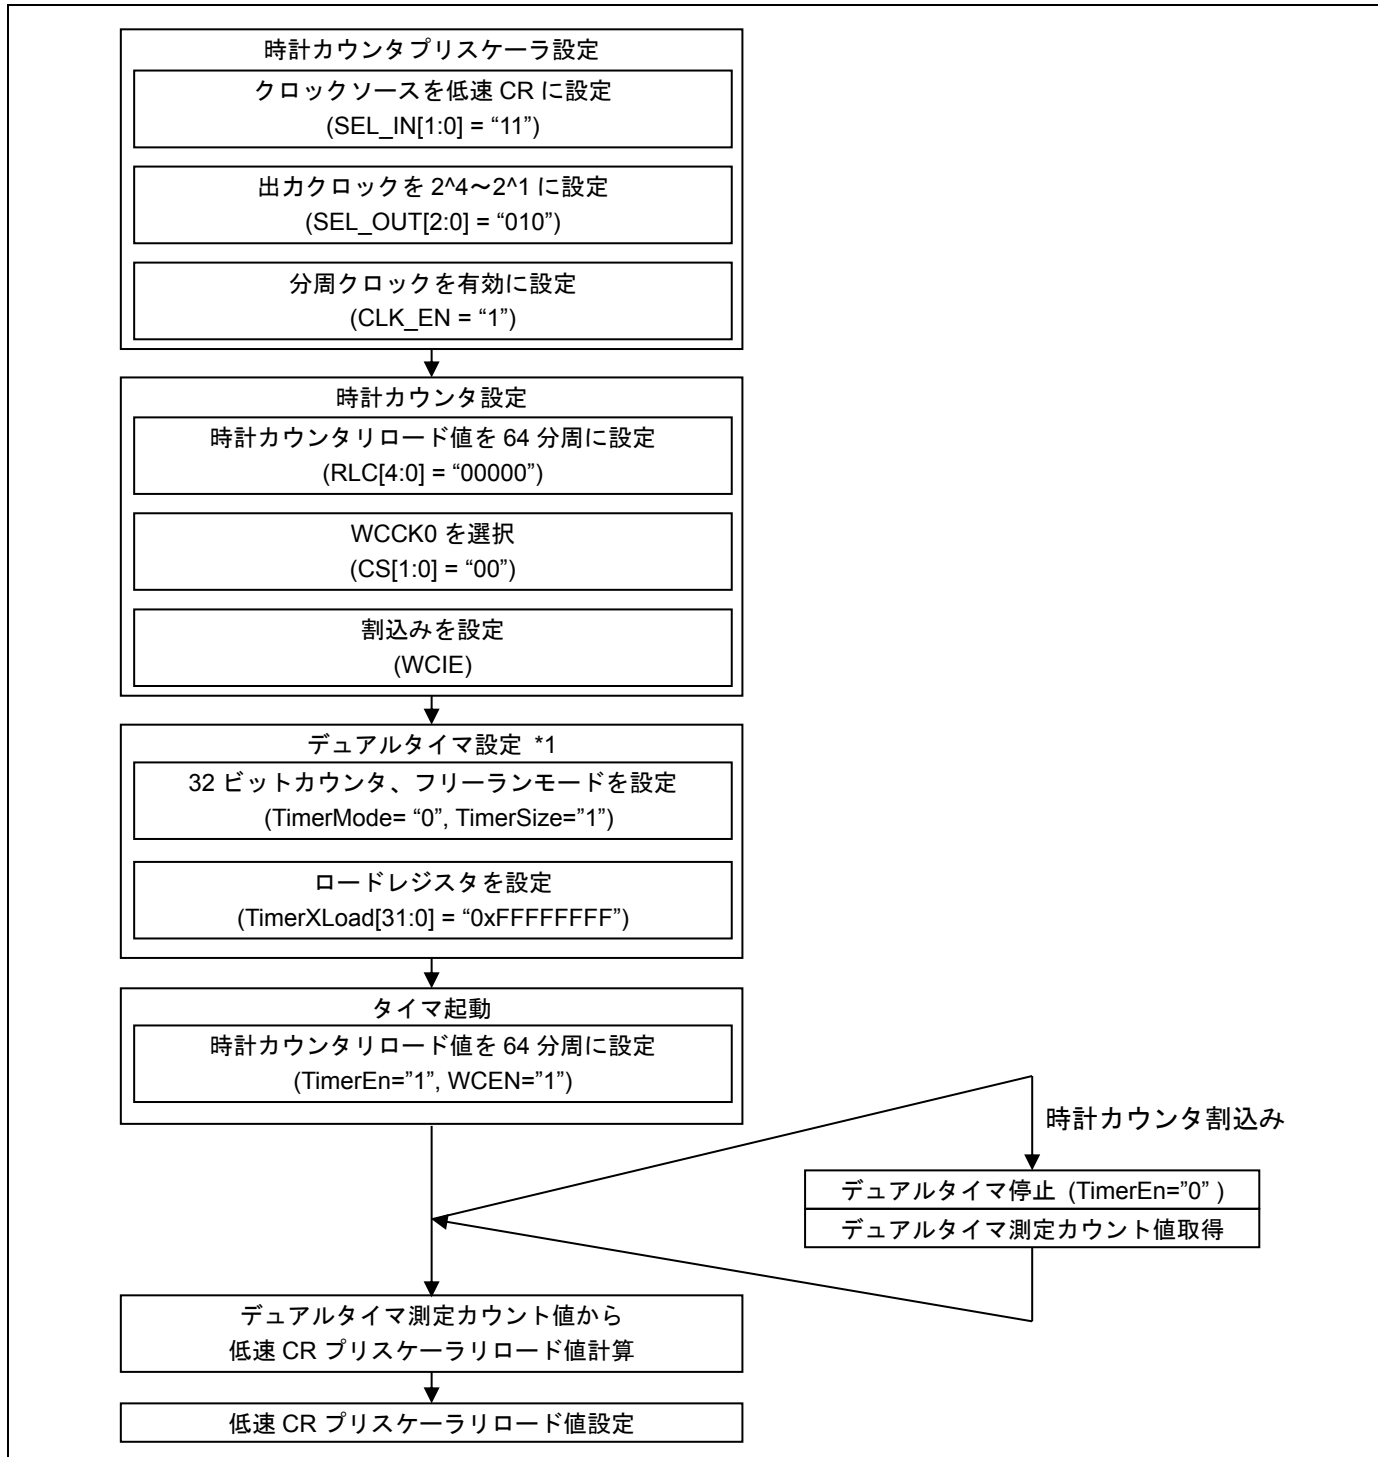 時計カウンタプリスケーラ設定
クロックソースを低速 CR に設定
(SEL_IN[1:0] = “11”)
出力クロックを 2^4～2^1 に設定
(SEL_OUT[2:0] = “010”)
分周クロックを有効に設定
(CLK_EN = “1”)
時計カウンタ設定
時計カウンタリロード値を 64 分周に設定
(RLC[4:0] = “00000”)
WCCK0 を選択
(CS[1:0] = “00”)
割込みを設定
(WCIE)
デュアルタイマ設定 *1
32 ビットカウンタ、フリーランモードを設定
(TimerMode= “0”, TimerSize=”1”)
ロードレジスタを設定
(TimerXLoad[31:0] = “0xFFFFFFFF”)
タイマ起動
時計カウンタリロード値を 64 分周に設定
(TimerEn=”1”, WCEN=”1”)
時計カウンタ割込み
デュアルタイマ停止 (TimerEn=”0” )
デュアルタイマ測定カウント値取得
デュアルタイマ測定カウント値から
低速 CR プリスケーラリロード値計算
低速 CR プリスケーラリロード値設定